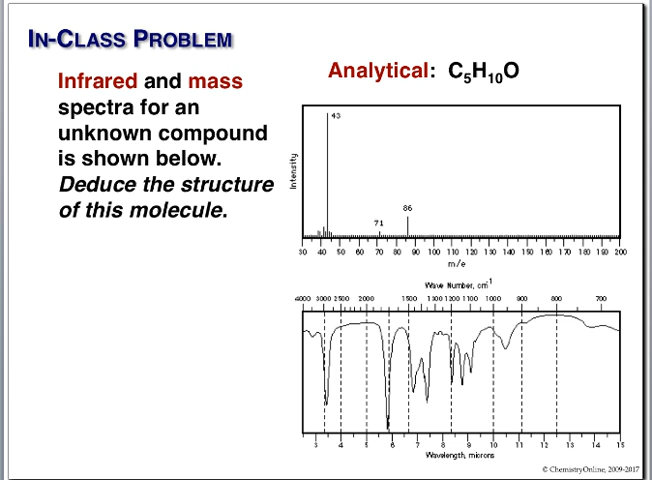 IN-CLASS PROBLEM
Infrared and mass
spectra for an
unknown compound
is shown below.
Deduce the structure
of this molecule.
Analytical: C5H10O
43
71
86
Intensity
30 40 50 60 70 80 90 100 110 120 130 140 150 160 170 180 190 200
m/e
Wave Number, cm-1
4000 3000 2500 2000 1500 1300 1200 1100 1000 900 800 700
3 4 5 6 7 8 9 10 11 12 13 14 15
Wavelength, microns
© ChemistryOnline, 2009-2017